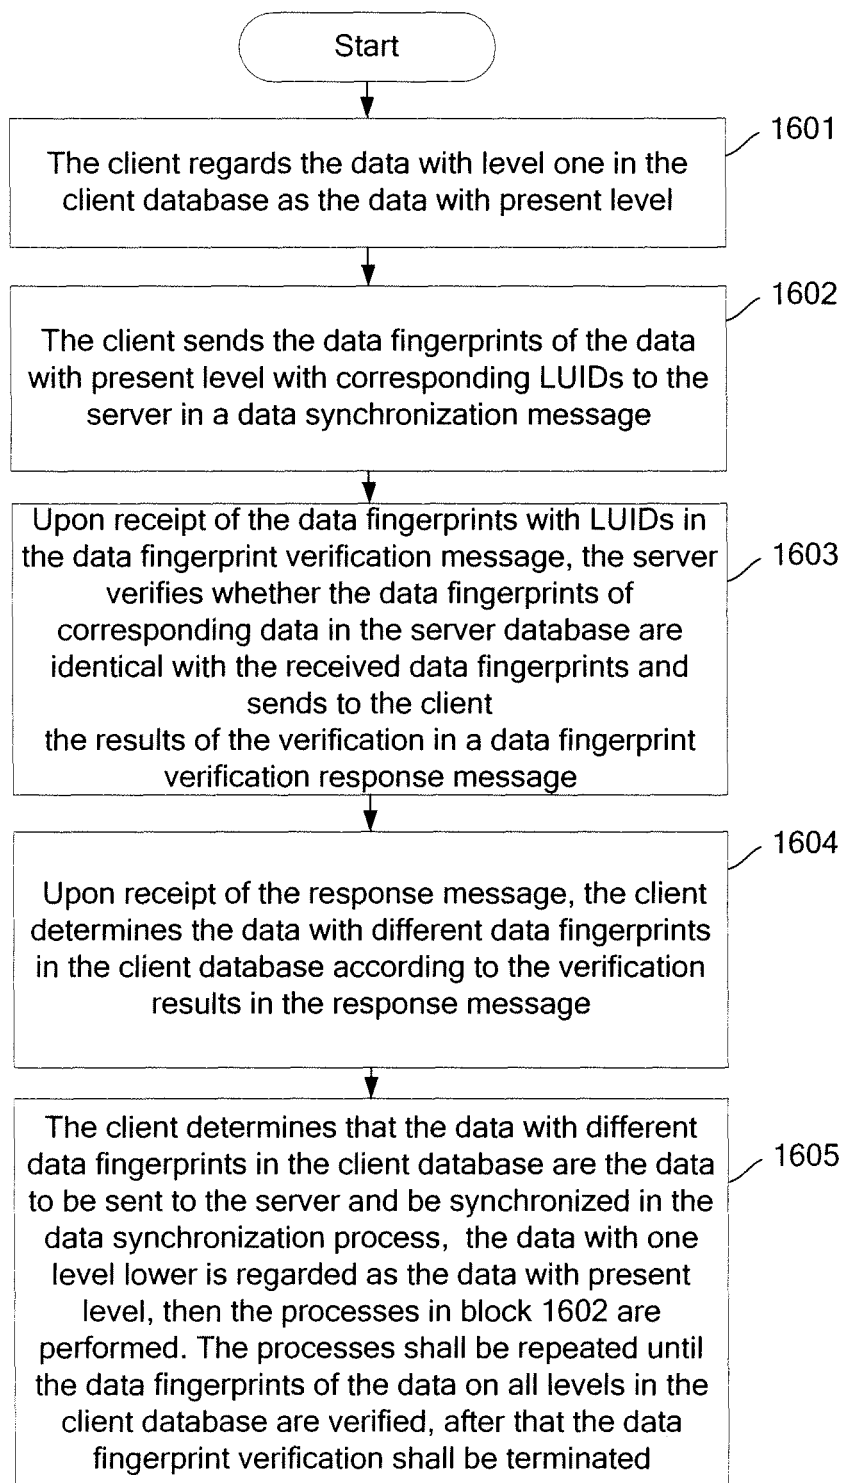 Start
1601
The client regards the data with level one in the
client database as the data with present level
1602
The client sends the data fingerprints of the data
with present level with corresponding LUIDs to the
server in a data synchronization message
1603
Upon receipt of the data fingerprints with LUIDs in
the data fingerprint verification message, the server
verifies whether the data fingerprints of
corresponding data in the server database are
identical with the received data fingerprints and
sends to the client
the results of the verification in a data fingerprint
verification response message
1604
Upon receipt of the response message, the client
determines the data with different data fingerprints
in the client database according to the verification
results in the response message
1605
The client determines that the data with different
data fingerprints in the client database are the data
to be sent to the server and be synchronized in the
data synchronization process, the data with one
level lower is regarded as the data with present
level, then the processes in block 1602 are
performed. The processes shall be repeated until
the data fingerprints of the data on all levels in the
client database are verified, after that the data
fingerprint verification shall be terminated